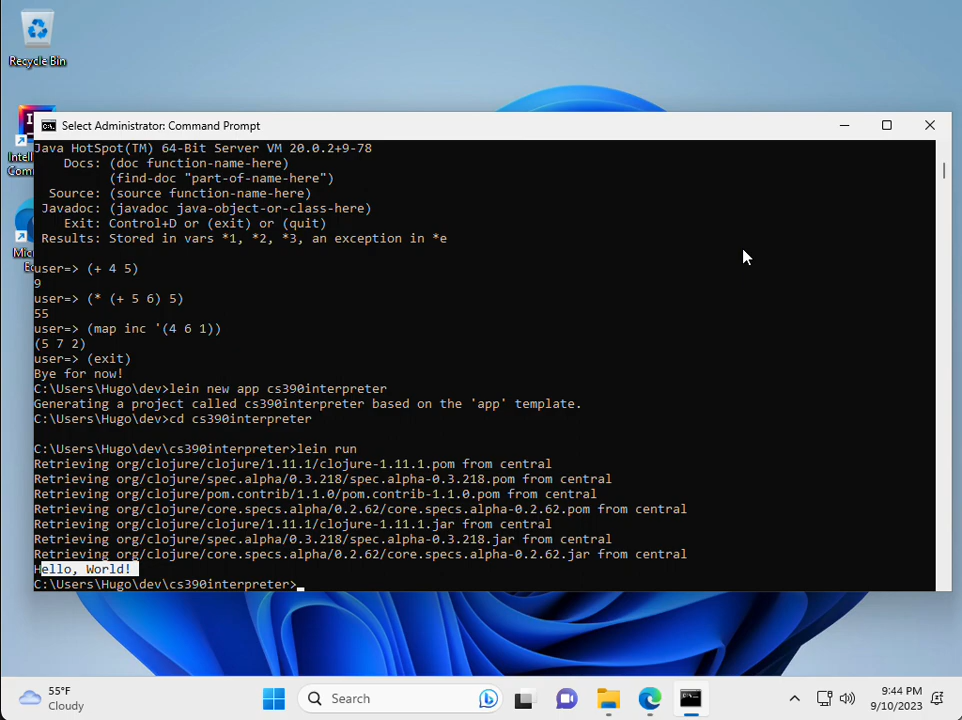 Recycle Bin
Select Administrator: Command Prompt
Java HotSpot(TM) 64-Bit Server VM 20.0.2+9-78
Docs: (doc function-name-here)
(find-doc "part-of-name-here")
Source: (source function-name-here)
Javadoc: (javadoc java-object-or-class-here)
Exit: Control+D or (exit) or (quit)
Results: Stored in vars *1, *2, *3, an exception in *e
user=> (+ 4 5)
9
user=> (* (+ 5 6) 5)
55
user=> (map inc '(4 6 1))
(5 7 2)
user=> (exit)
Bye for now!
C:\Users\Hugo\dev>lein new app cs390interpreter
Generating a project called cs390interpreter based on the 'app' template.
C:\Users\Hugo\dev>cd cs390interpreter
C:\Users\Hugo\dev\cs390interpreter>lein run
Retrieving org/clojure/clojure/1.11.1/clojure-1.11.1.pom from central
Retrieving org/clojure/spec.alpha/0.3.218/spec.alpha-0.3.218.pom from central
Retrieving org/clojure/pom.contrib/1.1.0/pom.contrib-1.1.0.pom from central
Retrieving org/clojure/core.specs.alpha/0.2.62/core.specs.alpha-0.2.62.pom from central
Retrieving org/clojure/clojure/1.11.1/clojure-1.11.1.jar from central
Retrieving org/clojure/spec.alpha/0.3.218/spec.alpha-0.3.218.jar from central
Retrieving org/clojure/core.specs.alpha/0.2.62/core.specs.alpha-0.2.62.jar from central
Hello, World!
C:\Users\Hugo\dev\cs390interpreter>
55°F
Cloudy
Search
9:44 PM
9/10/2023